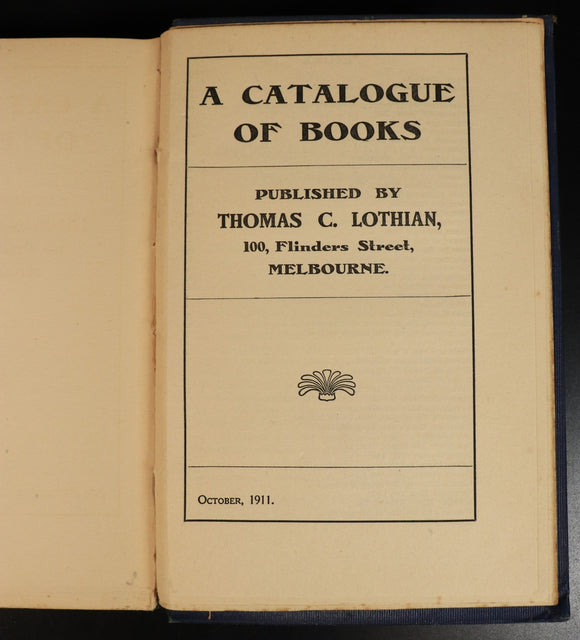 A CATALOGUE
OF BOOKS
PUBLISHED BY
THOMAS C. LOTHIAN,
100, Flinders Street,
MELBOURNE.
October, 1911.